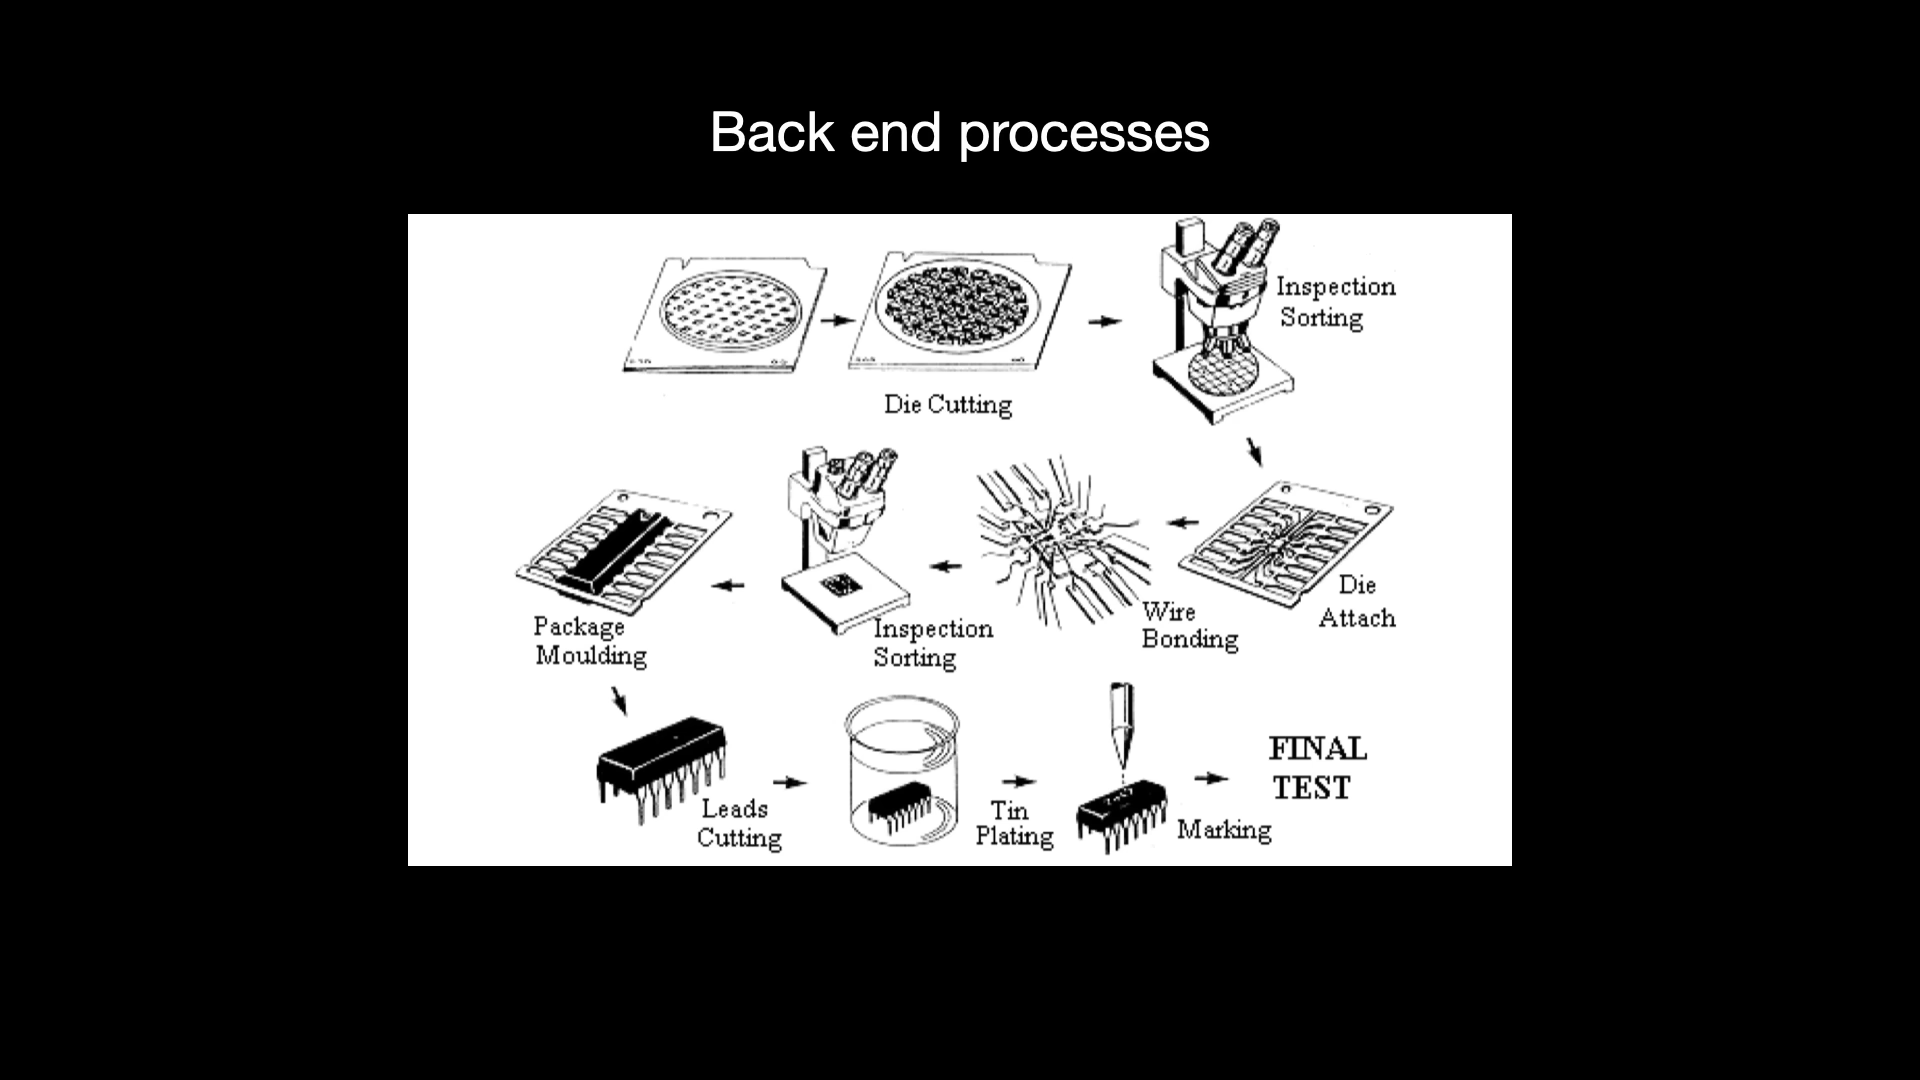 Back end processes
Inspection
Sorting
Die Cutting
Die
Attach
Wire
Bonding
Inspection
Sorting
Package
Moulding
Leads
Cutting
Tin
Plating
Marking
FINAL
TEST